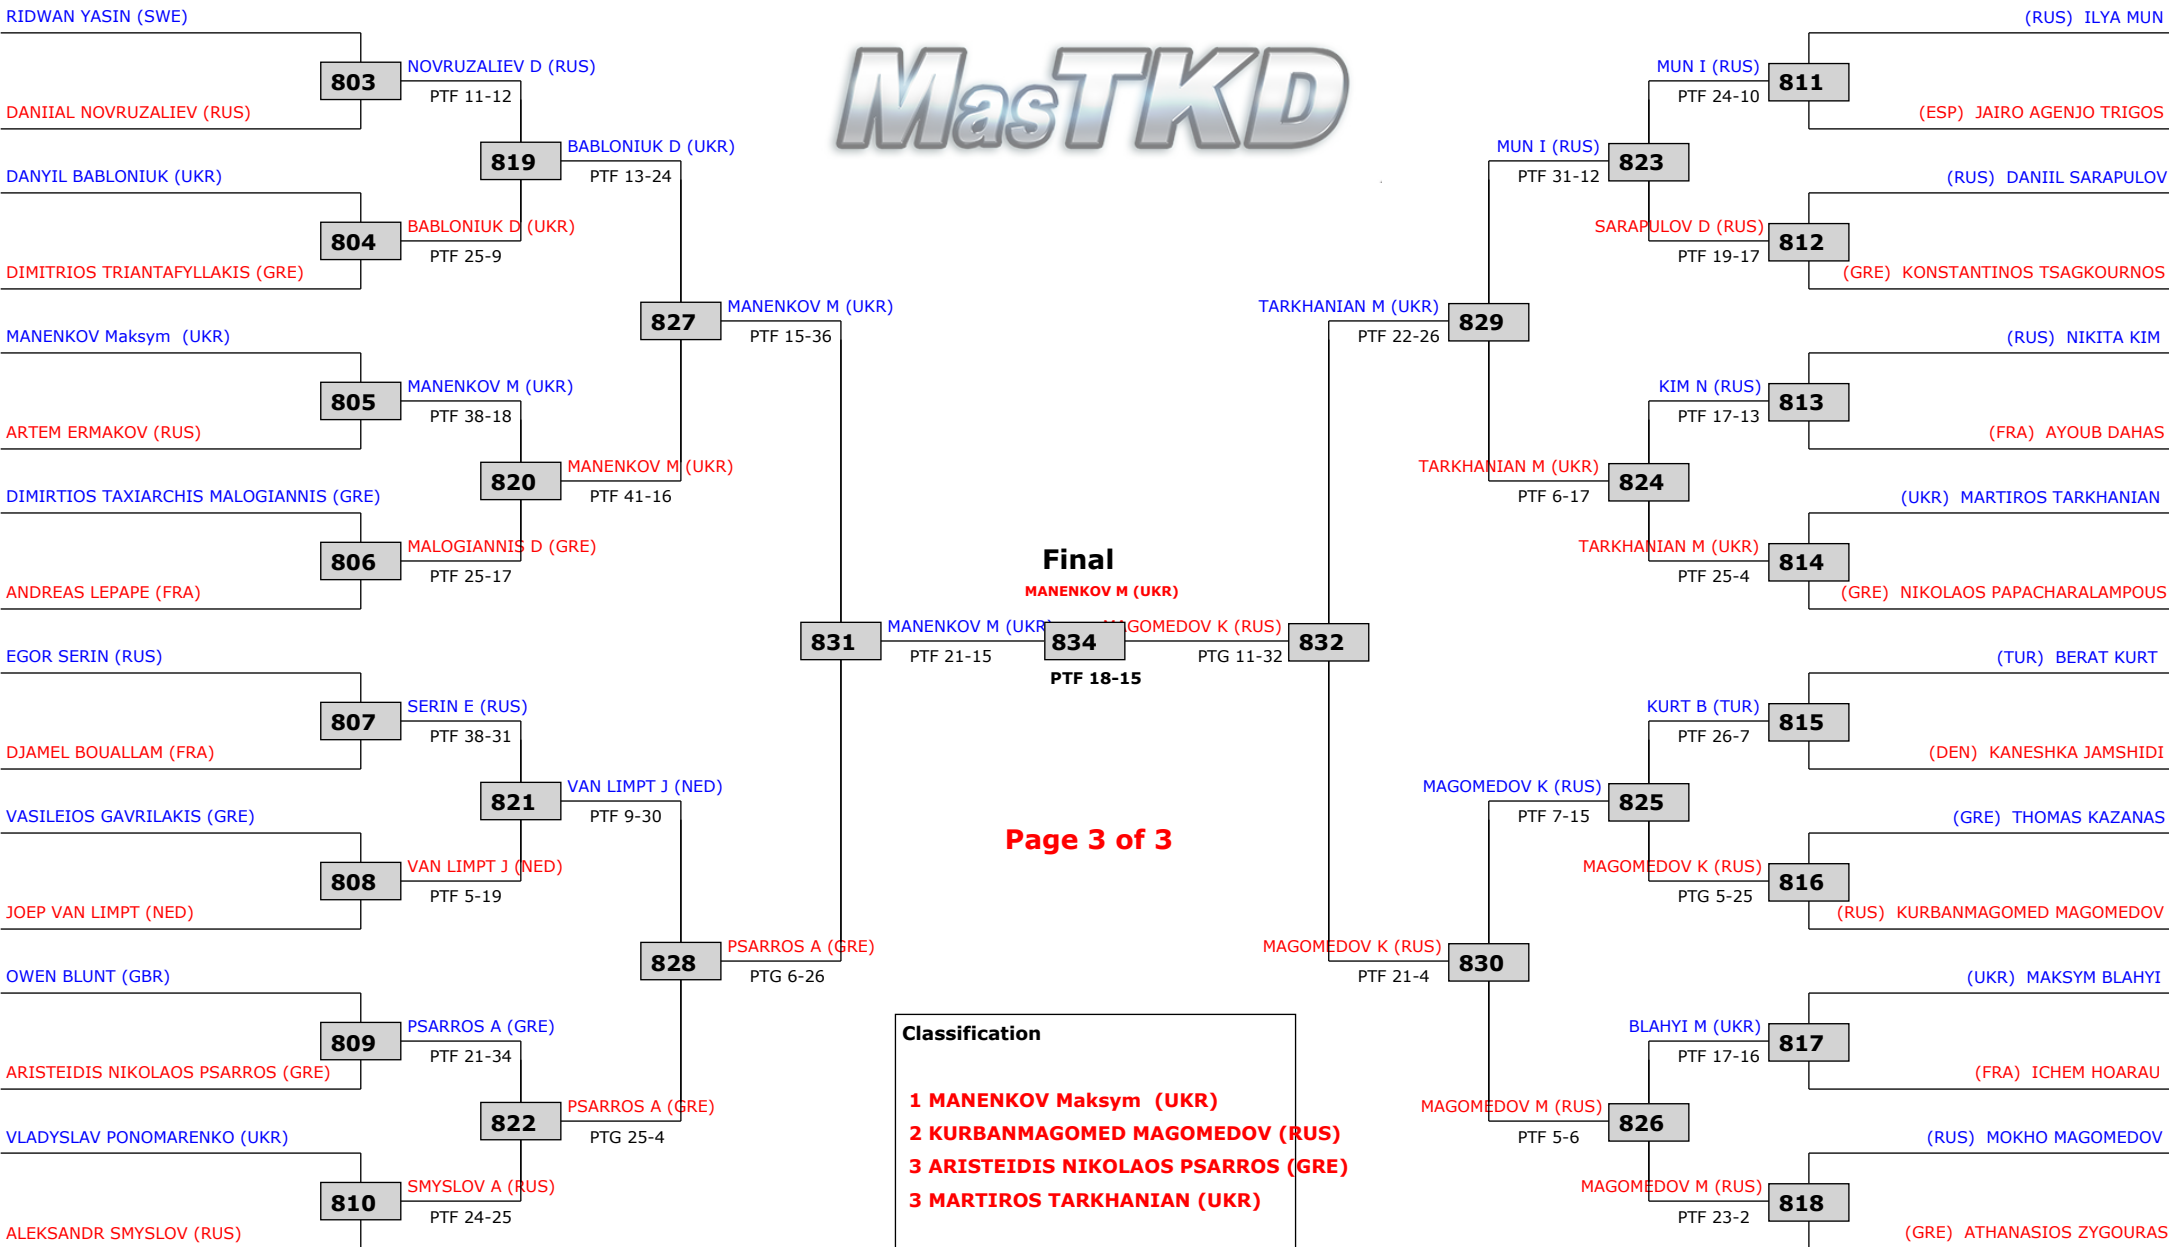 RIDWAN YASIN (SWE)
803
NOVRUZALIEV D (RUS)
PTF 11-12
DANIIAL NOVRUZALIEV (RUS)
819
BABLONIUK D (UKR)
PTF 13-24
DANYIL BABLONIUK (UKR)
804
BABLONIUK D (UKR)
PTF 25-9
DIMITRIOS TRIANTAFYLLAKIS (GRE)
827
MANENKOV M (UKR)
PTF 15-36
MANENKOV Maksym (UKR)
805
MANENKOV M (UKR)
PTF 38-18
ARTEM ERMAKOV (RUS)
820
MANENKOV M (UKR)
PTF 41-16
DIMIRTIOS TAXIARCHIS MALOGIANNIS (GRE)
806
MALOGIANNIS D (GRE)
PTF 25-17
ANDREAS LEPAPE (FRA)
831
MANENKOV M (UKR)
PTF 21-15
EGOR SERIN (RUS)
807
SERIN E (RUS)
PTF 38-31
DJAMEL BOUALLAM (FRA)
821
VAN LIMPT J (NED)
PTF 9-30
VASILEIOS GAVRILAKIS (GRE)
808
VAN LIMPT J (NED)
PTF 5-19
JOEP VAN LIMPT (NED)
828
PSARROS A (GRE)
PTG 6-26
OWEN BLUNT (GBR)
809
PSARROS A (GRE)
PTF 21-34
ARISTEIDIS NIKOLAOS PSARROS (GRE)
822
PSARROS A (GRE)
PTG 25-4
VLADYSLAV PONOMARENKO (UKR)
810
SMYSLOV A (RUS)
PTF 24-25
ALEKSANDR SMYSLOV (RUS)
MasTKD
Final
MANENKOV M (UKR)
834
PTF 18-15
Page 3 of 3
Classification
1 MANENKOV Maksym (UKR)
2 KURBANMAGOMED MAGOMEDOV (RUS)
3 ARISTEIDIS NIKOLAOS PSARROS (GRE)
3 MARTIROS TARKHANIAN (UKR)
(RUS) ILYA MUN
MUN I (RUS)
811
PTF 24-10
(ESP) JAIRO AGENJO TRIGOS
MUN I (RUS)
823
PTF 31-12
(RUS) DANIIL SARAPULOV
SARAPULOV D (RUS)
812
PTF 19-17
(GRE) KONSTANTINOS TSAGKOURNOS
TARKHANIAN M (UKR)
829
PTF 22-26
(RUS) NIKITA KIM
KIM N (RUS)
813
PTF 17-13
(FRA) AYOUB DAHAS
TARKHANIAN M (UKR)
824
PTF 6-17
(UKR) MARTIROS TARKHANIAN
TARKHANIAN M (UKR)
814
PTF 25-4
(GRE) NIKOLAOS PAPACHARALAMPOUS
MAGOMEDOV K (RUS)
832
PTG 11-32
(TUR) BERAT KURT
KURT B (TUR)
815
PTF 26-7
(DEN) KANESHKA JAMSHIDI
MAGOMEDOV K (RUS)
825
PTF 7-15
(GRE) THOMAS KAZANAS
MAGOMEDOV K (RUS)
816
PTG 5-25
(RUS) KURBANMAGOMED MAGOMEDOV
MAGOMEDOV K (RUS)
830
PTF 21-4
(UKR) MAKSYM BLAHYI
BLAHYI M (UKR)
817
PTF 17-16
(FRA) ICHEM HOARAU
MAGOMEDOV M (RUS)
826
PTF 5-6
(RUS) MOKHO MAGOMEDOV
MAGOMEDOV M (RUS)
818
PTF 23-2
(GRE) ATHANASIOS ZYGOURAS